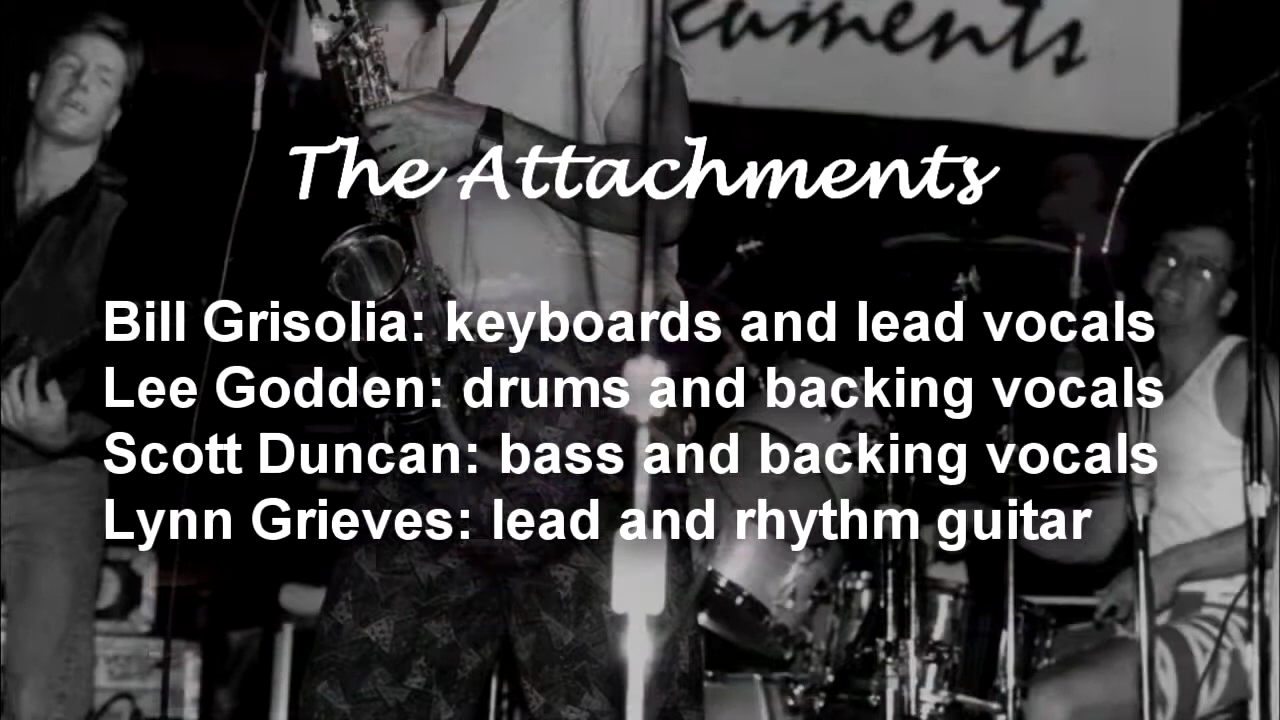 cuments
The Attachments
Bill Grisolia: keyboards and lead vocals
Lee Godden: drums and backing vocals
Scott Duncan: bass and backing vocals
Lynn Grieves: lead and rhythm guitar